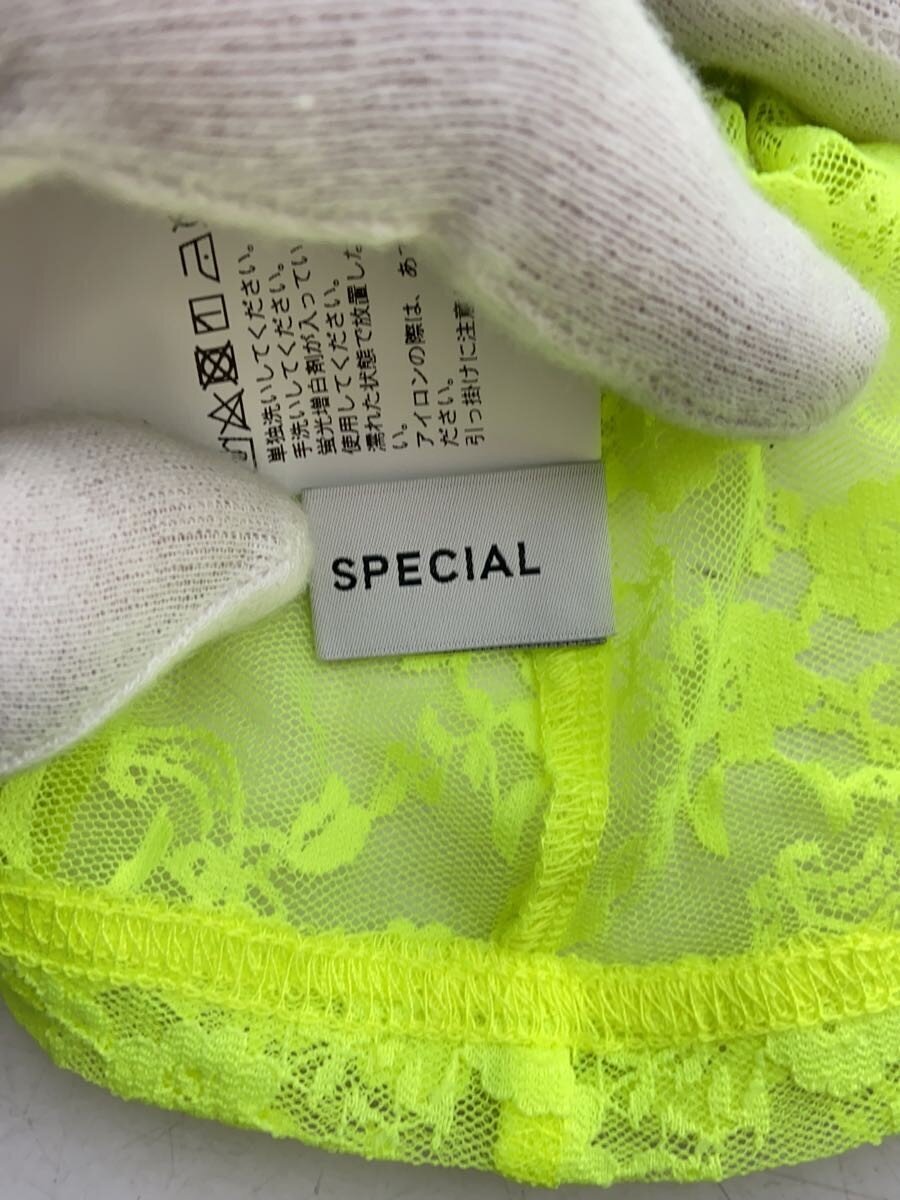 単独洗いしてください。
手洗いしてください。
蛍光増白剤が入ってい
使用してください。
濡れた状態で放置した
い。
アイロンの際は、あ
ださい。
引っ掛けに注意
SPECIAL